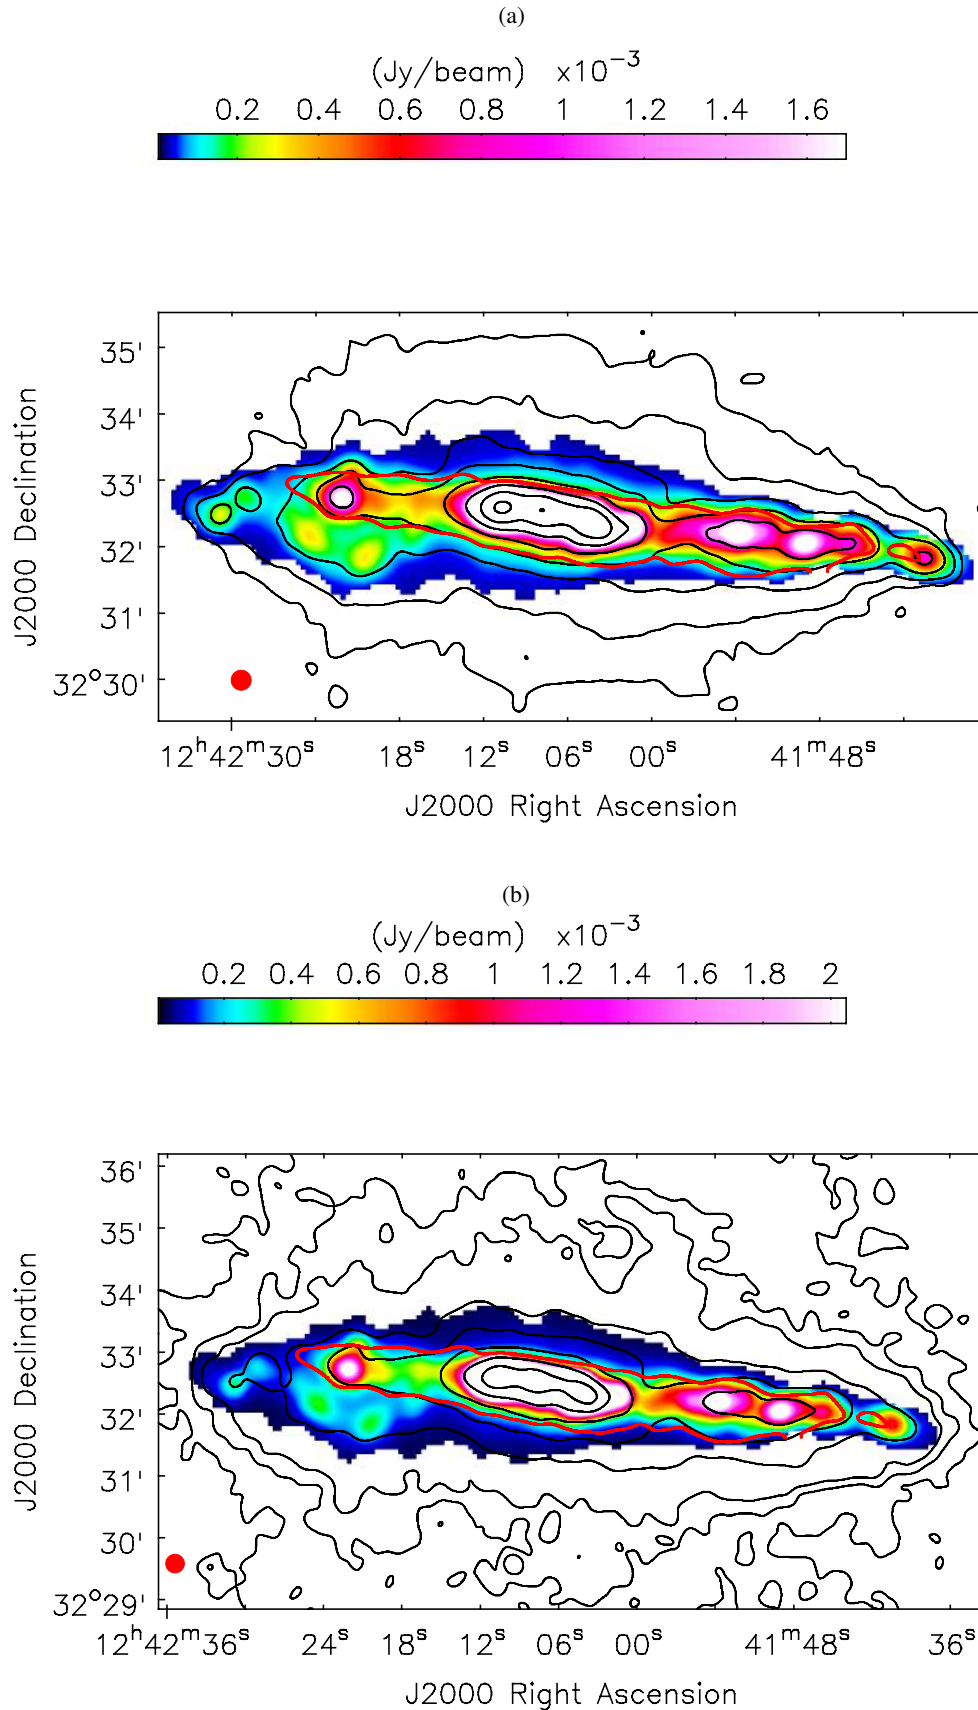 (a)
(Jy/beam) x10⁻³
0.2 0.4 0.6 0.8 1 1.2 1.4 1.6
35'
34'
33'
32'
31'
32°30'
J2000 Declination
12ʰ42ᵐ30ˢ 18ˢ 12ˢ 06ˢ 00ˢ 41ᵐ48ˢ
J2000 Right Ascension
(b)
(Jy/beam) x10⁻³
0.2 0.4 0.6 0.8 1 1.2 1.4 1.6 1.8 2
36'
35'
34'
33'
32'
31'
30'
32°29'
J2000 Declination
12ʰ42ᵐ36ˢ 24ˢ 18ˢ 12ˢ 06ˢ 00ˢ 41ᵐ48ˢ 36ˢ
J2000 Right Ascension